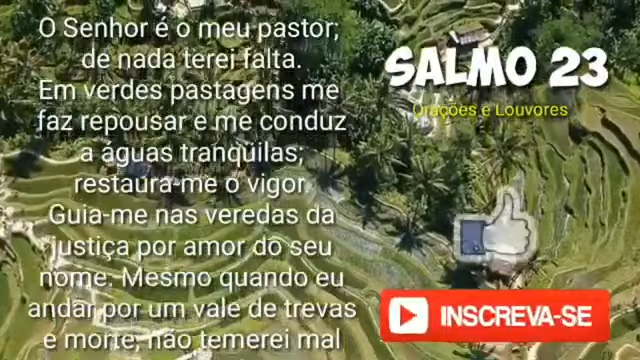 O Senhor é o meu pastor;
de nada terei falta.
Em verdes pastagens me
faz repousar e me conduz
a águas tranqüilas;
restaura-me o vigor.
Guia-me nas veredas da
justiça por amor do seu
nome. Mesmo quando eu
andar por um vale de trevas
e morte, não temerei mal
SALMO 23
Orações e Louvores
INSCREVA-SE